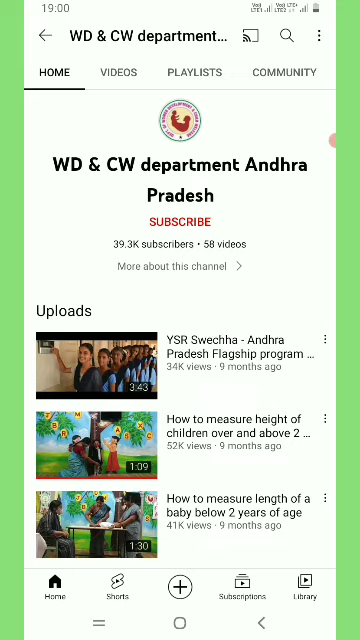 19:00
WD & CW department...
HOME VIDEOS PLAYLISTS COMMUNITY
WD & CW department Andhra
Pradesh
SUBSCRIBE
39.3K subscribers • 58 videos
More about this channel
Uploads
YSR Swechha - Andhra
Pradesh Flagship program ...
34K views · 9 months ago
3:43
How to measure height of
children over and above 2 ...
52K views · 9 months ago
1:09
How to measure length of a
baby below 2 years of age
41K views · 9 months ago
1:30
Home Shorts Subscriptions Library